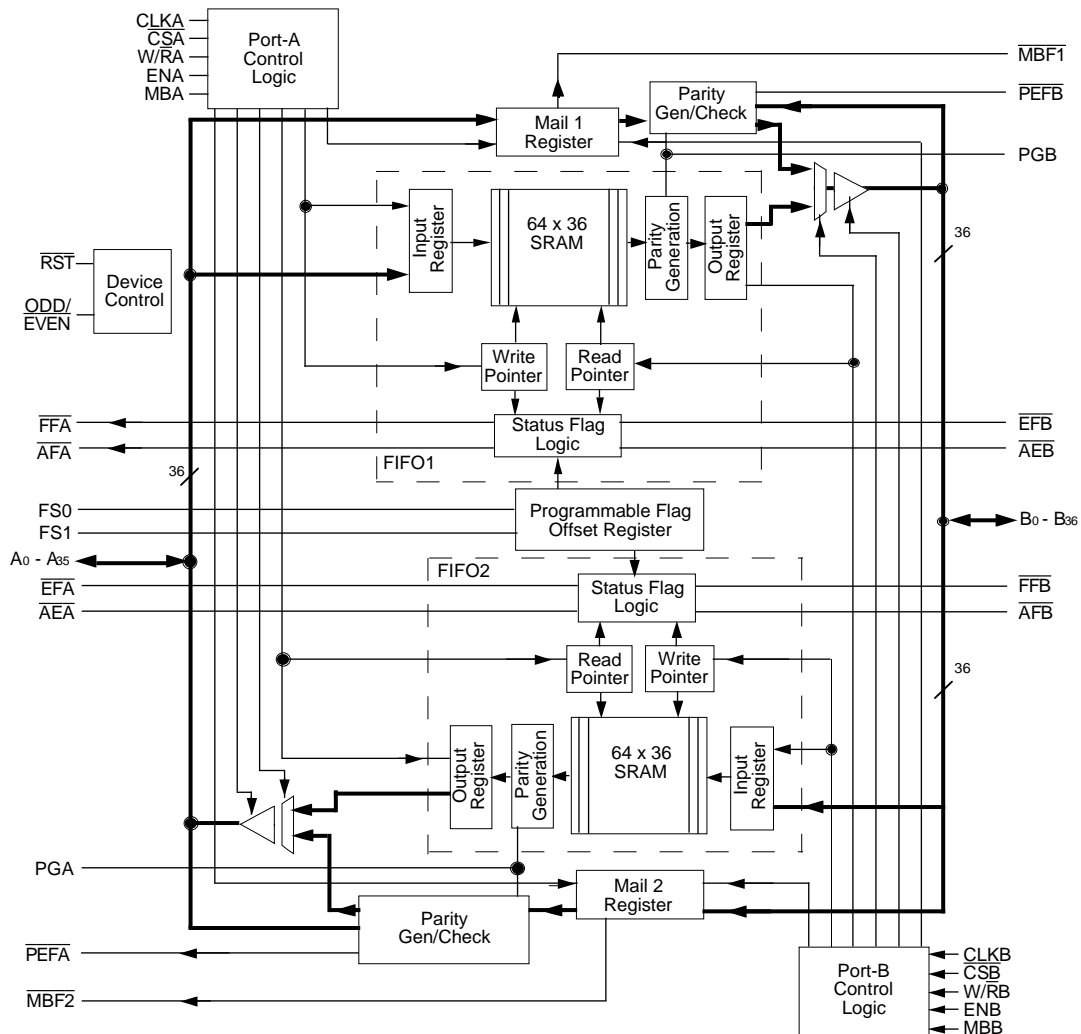 CLKA
CSA
W/RA
ENA
MBA
Port-A
Control
Logic
MBF1
PEFB
PGB
Mail 1
Register
Parity
Gen/Check
RST
ODD/
EVEN
Device
Control
Input
Register
64 x 36
SRAM
Parity
Generation
Output
Register
36
Write
Pointer
Read
Pointer
FFA
AFA
Status Flag
Logic
EFB
AEB
FIFO1
36
FS0
FS1
Programmable Flag
Offset Register
A0 - A35
B0 - B36
FIFO2
EFA
AEA
Status Flag
Logic
FFB
AFB
Read
Pointer
Write
Pointer
36
Output
Register
Parity
Generation
64 x 36
SRAM
Input
Register
PGA
Mail 2
Register
Parity
Gen/Check
PEFA
MBF2
Port-B
Control
Logic
CLKB
CSB
W/RB
ENB
MBB